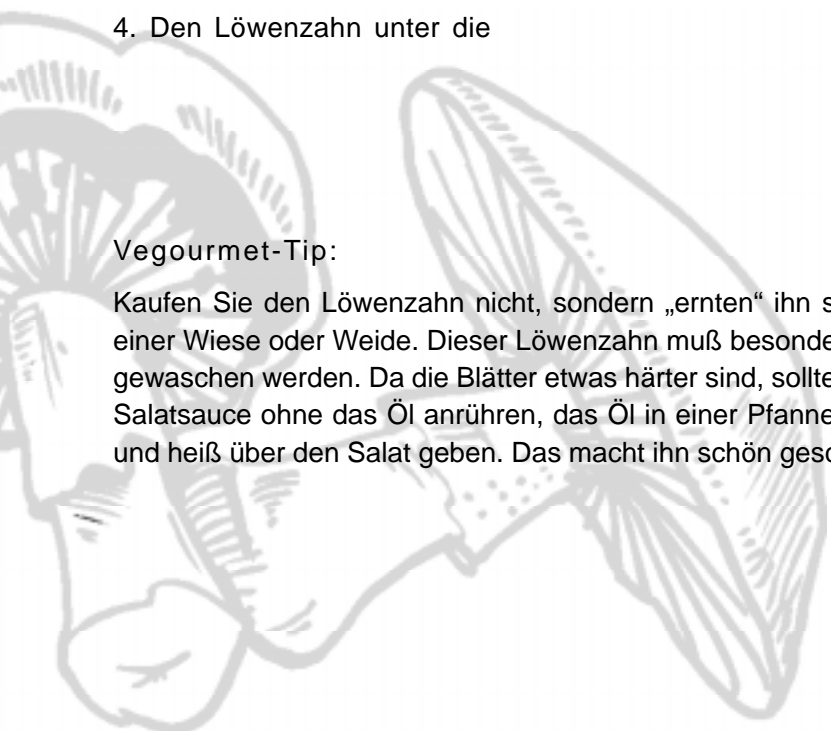 4. Den Löwenzahn unter die
Vegourmet-Tip:
Kaufen Sie den Löwenzahn nicht, sondern „ernten“ ihn s
einer Wiese oder Weide. Dieser Löwenzahn muß besonde
gewaschen werden. Da die Blätter etwas härter sind, sollte
Salatsauce ohne das Öl anrühren, das Öl in einer Pfanne
und heiß über den Salat geben. Das macht ihn schön gesc